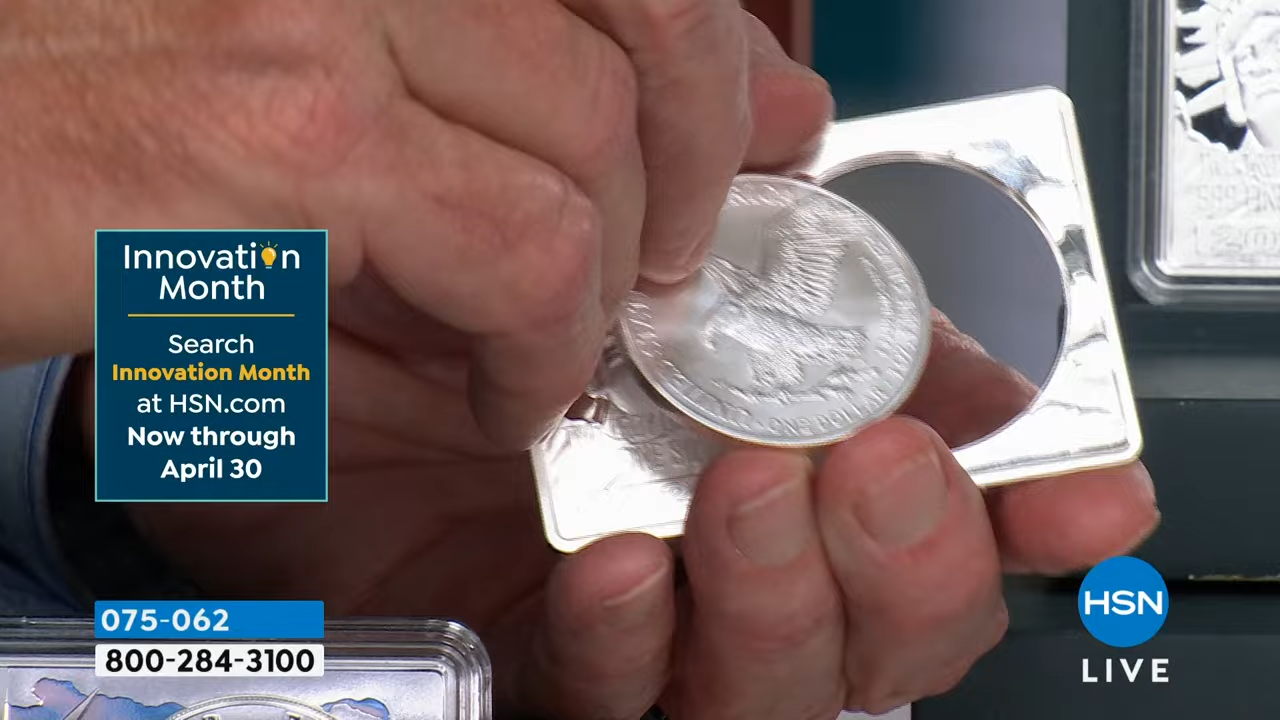 Innovation
Month
Search
Innovation Month
at HSN.com
Now through
April 30
075-062
800-284-3100
HSN
LIVE
ONE DOLLAR